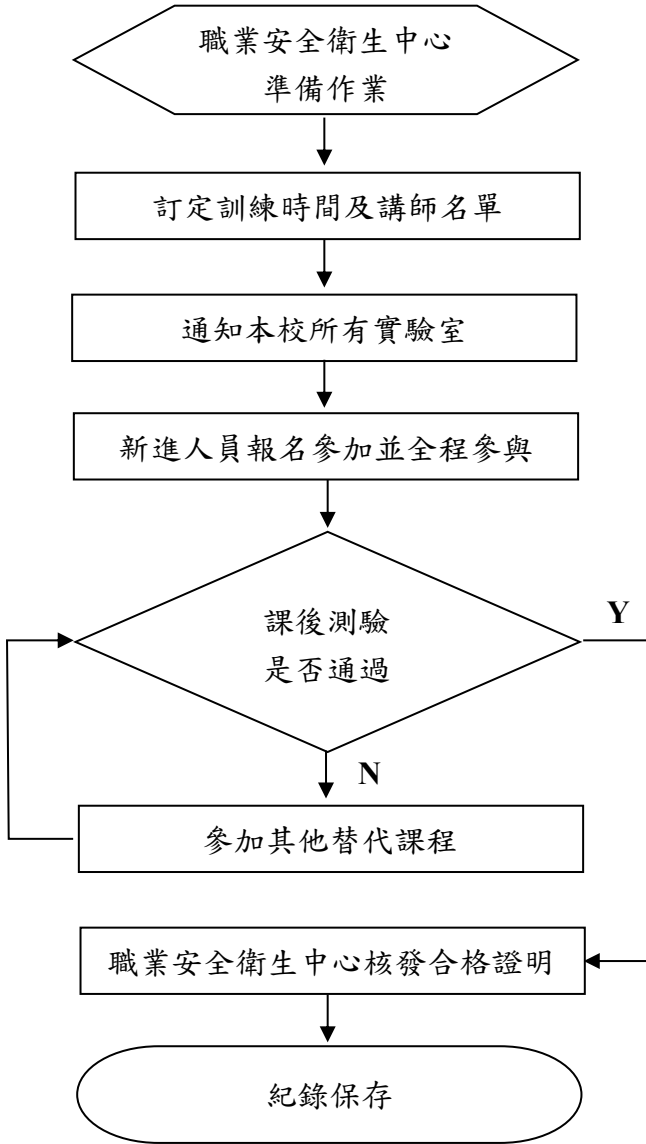 職業安全衛生中心
準備作業
訂定訓練時間及講師名單
通知本校所有實驗室
新進人員報名參加並全程參與
課後測驗
是否通過
Y
N
參加其他替代課程
職業安全衛生中心核發合格證明
紀錄保存